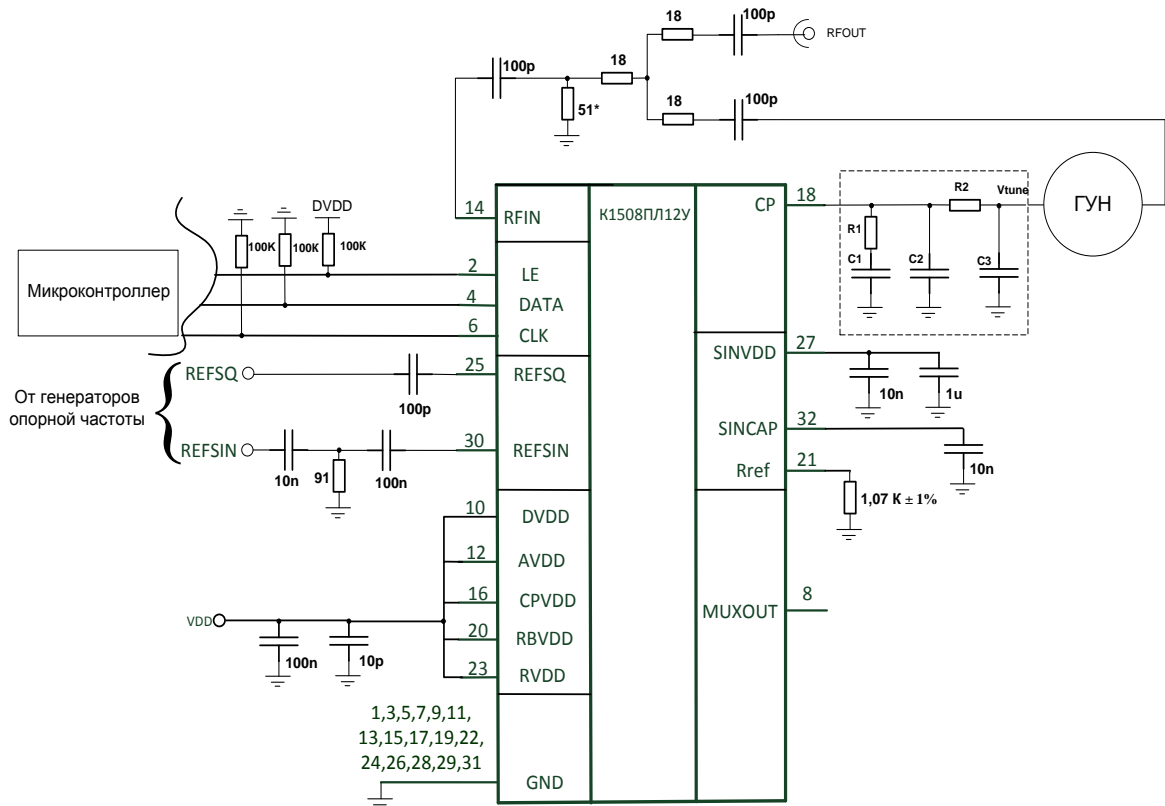 18
100p
RFOUT
100p
18
51*
18
100p
К1508ПЛ12У
14
RFIN
CP
18
R2
Vtune
ГУН
R1
C1
C2
C3
DVDD
100K
100K
100K
Микроконтроллер
2
LE
4
DATA
6
CLK
От генераторов
опорной частоты
REFSQ
25
REFSQ
100p
REFSIN
30
REFSIN
10n
91
100n
SINVDD
27
10n
1u
SINCAP
32
10n
Rref
21
1,07 K ± 1%
10
DVDD
12
AVDD
16
CPVDD
VDD
20
RBVDD
100n
10p
23
RVDD
MUXOUT
8
1,3,5,7,9,11,
13,15,17,19,22,
24,26,28,29,31
GND